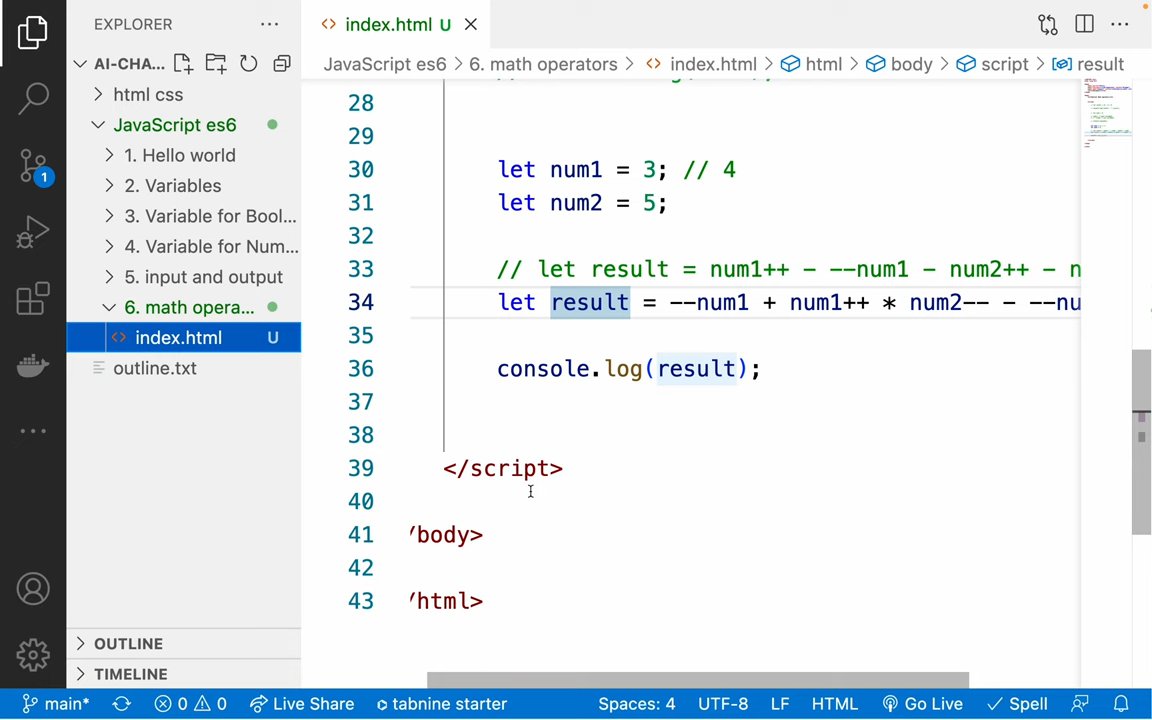 EXPLORER
index.html U
AI-CHA...
JavaScript es6 > 6. math operators > index.html > html > body > script > result
html css
JavaScript es6
1. Hello world
2. Variables
3. Variable for Bool...
4. Variable for Num...
5. input and output
6. math opera...
index.html U
outline.txt
1
28
29
30 let num1 = 3; // 4
31 let num2 = 5;
32
33 // let result = num1++ - --num1 - num2++ - n
34 let result = --num1 + num1++ * num2-- - --nu
35
36 console.log(result);
37
38
39 </script>
40
41 /body>
42
43 /html>
OUTLINE
TIMELINE
main* 0 0 Live Share tabnine starter Spaces: 4 UTF-8 LF HTML Go Live Spell